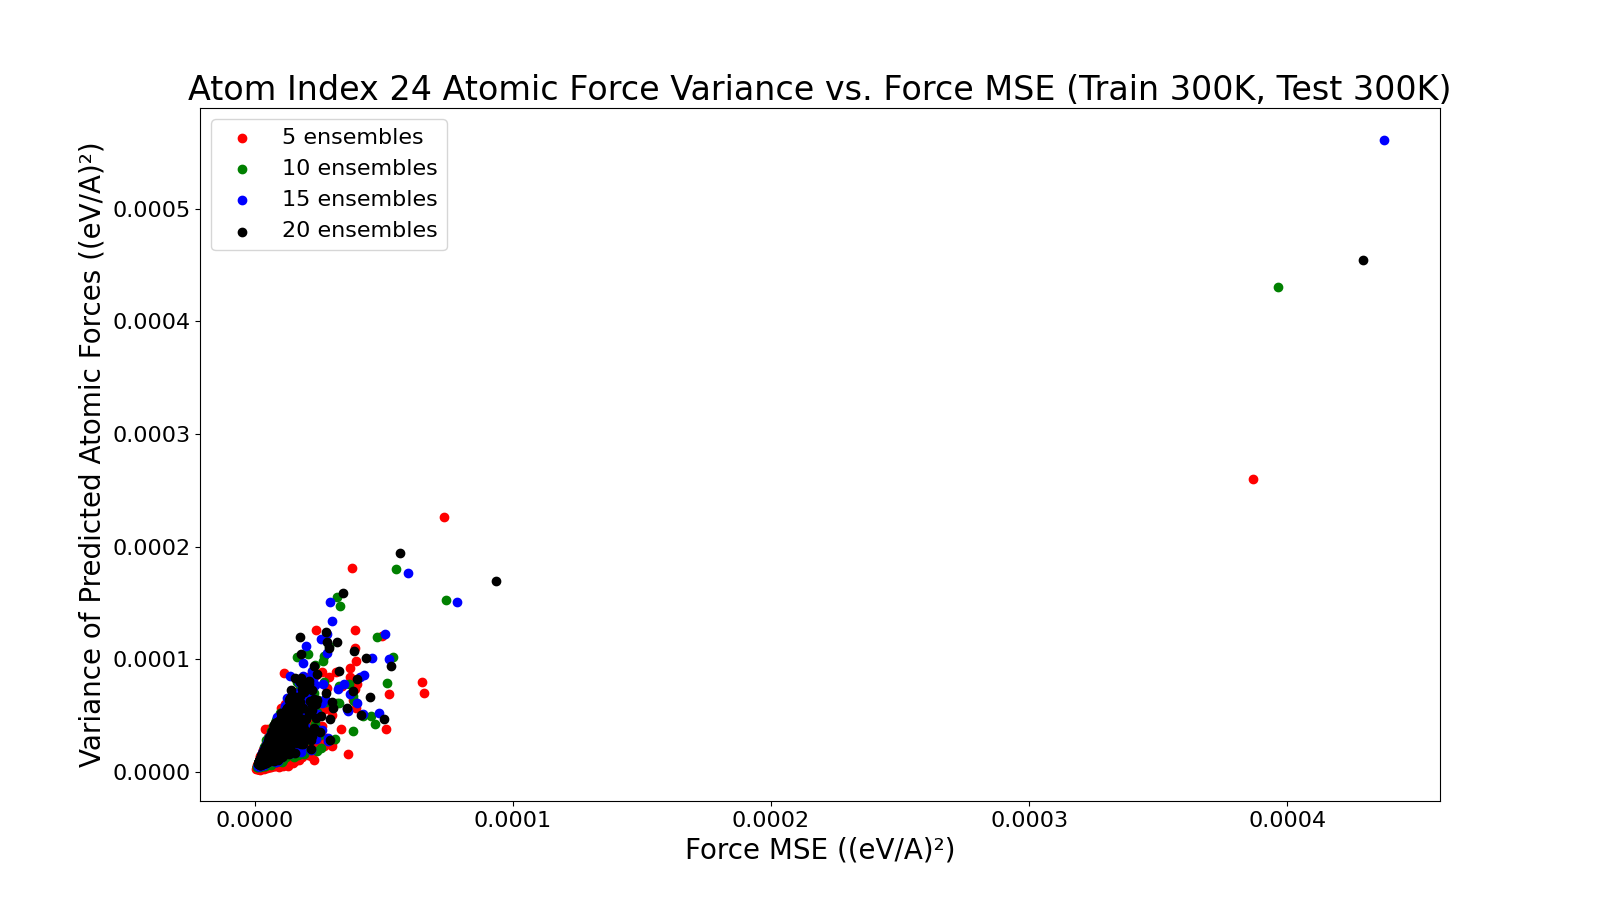 Atom Index 24 Atomic Force Variance vs. Force MSE (Train 300K, Test 300K)
5 ensembles
10 ensembles
15 ensembles
20 ensembles
Variance of Predicted Atomic Forces ((eV/A)²)
0.0005
0.0004
0.0003
0.0002
0.0001
0.0000
0.0000 0.0001 0.0002 0.0003 0.0004
Force MSE ((eV/A)²)